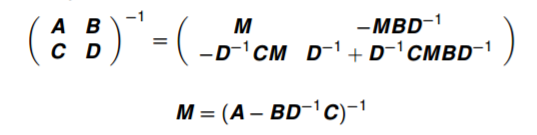 ( A B
C D )⁻¹ = ( M −MBD⁻¹
−D⁻¹CM D⁻¹ + D⁻¹CMBD⁻¹ )
M = (A − BD⁻¹C)⁻¹